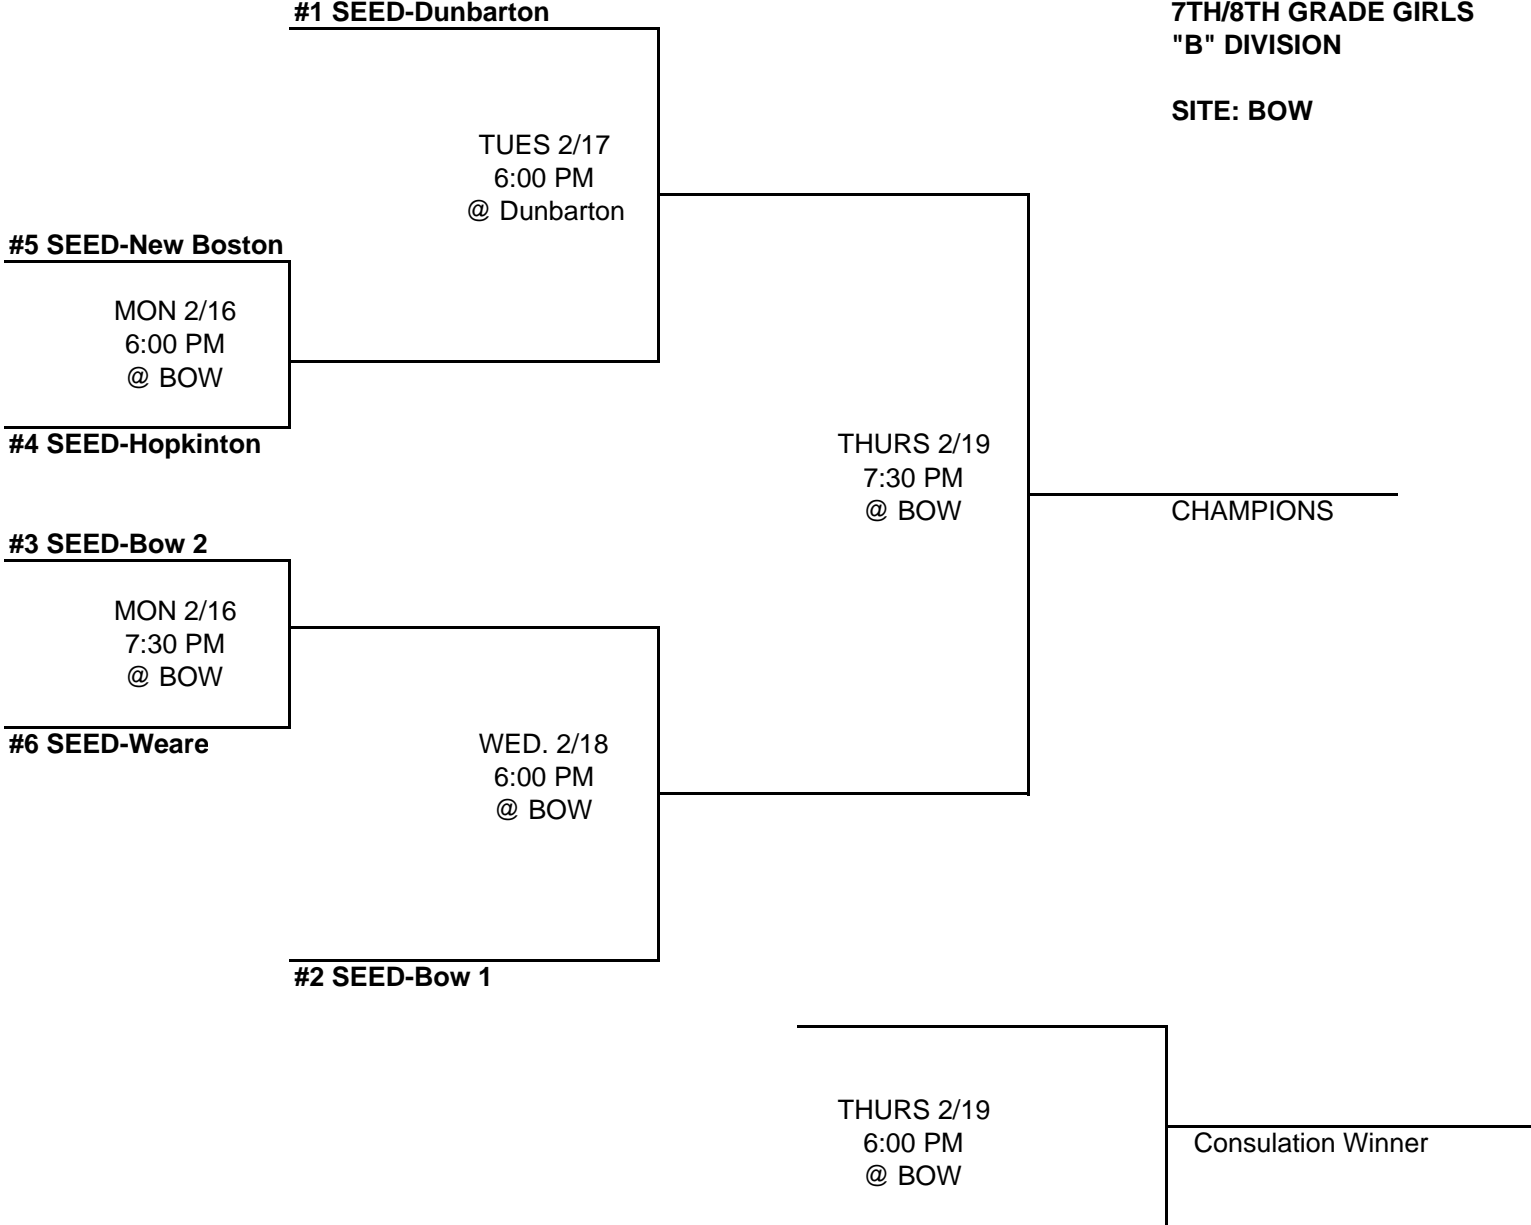 #1 SEED-Dunbarton
7TH/8TH GRADE GIRLS
"B" DIVISION
SITE: BOW
TUES 2/17
6:00 PM
@ Dunbarton
#5 SEED-New Boston
MON 2/16
6:00 PM
@ BOW
#4 SEED-Hopkinton
THURS 2/19
7:30 PM
@ BOW
CHAMPIONS
#3 SEED-Bow 2
MON 2/16
7:30 PM
@ BOW
#6 SEED-Weare
WED. 2/18
6:00 PM
@ BOW
#2 SEED-Bow 1
THURS 2/19
6:00 PM
@ BOW
Consulation Winner